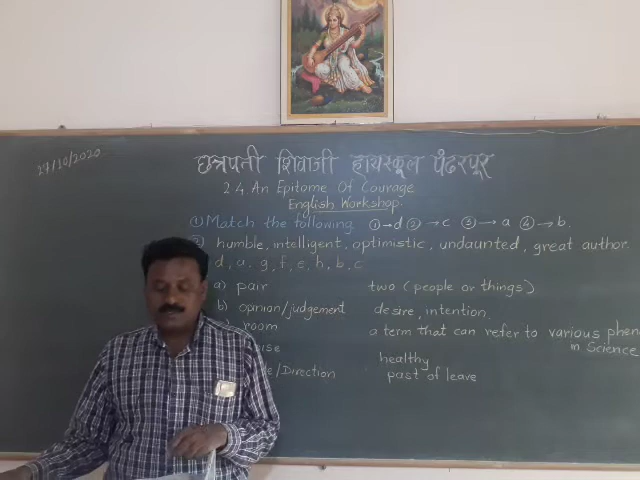 27/10/2020
छत्रपती शिवाजी हायस्कूल पंढरपूर
2.4. An Epitome Of Courage
English Workshop.
① Match the following ①→d ②→c ③→a ④→b.
humble, intelligent, optimistic, undaunted, great author.
d, a, g, f, e, h, b, c
a) pair two (people or things)
b) opinion/judgement desire, intention.
room a term that can refer to various phen
in Science
healthy
/Direction past of leave